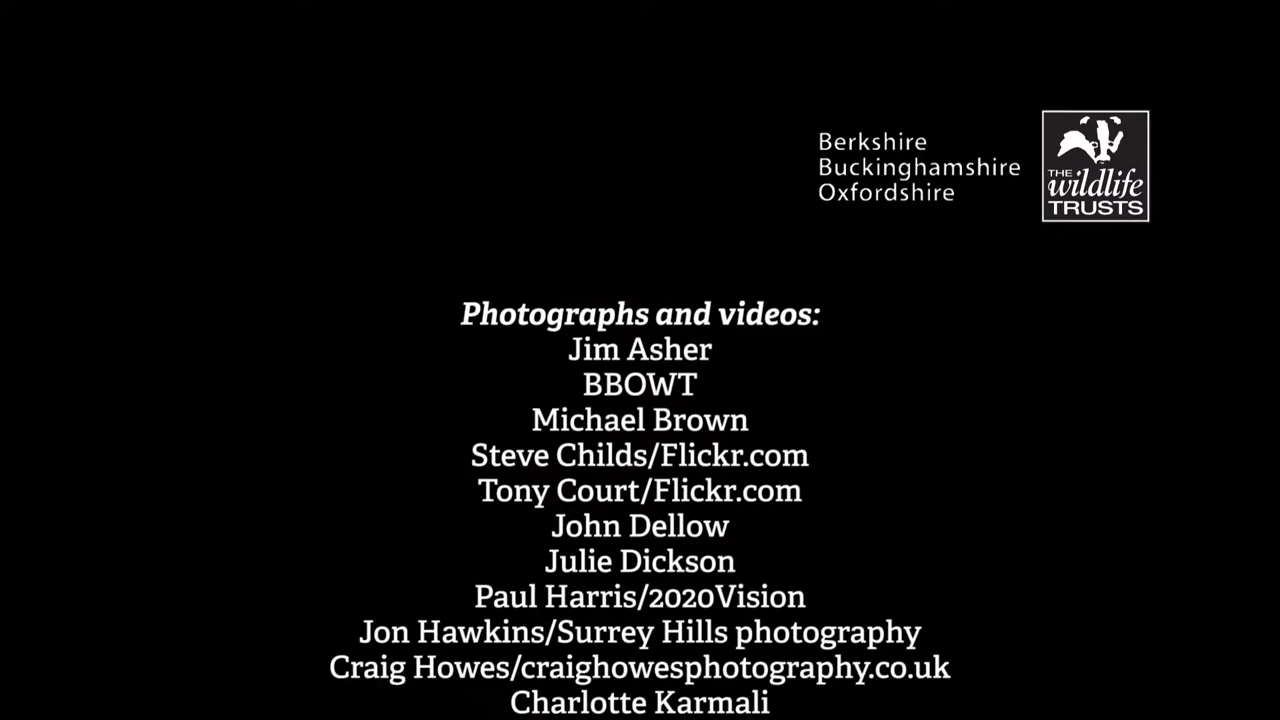 Berkshire
Buckinghamshire
Oxfordshire
THE
wildlife
TRUSTS
Photographs and videos:
Jim Asher
BBOWT
Michael Brown
Steve Childs/Flickr.com
Tony Court/Flickr.com
John Dellow
Julie Dickson
Paul Harris/2020Vision
Jon Hawkins/Surrey Hills photography
Craig Howes/craighowesphotography.co.uk
Charlotte Karmali